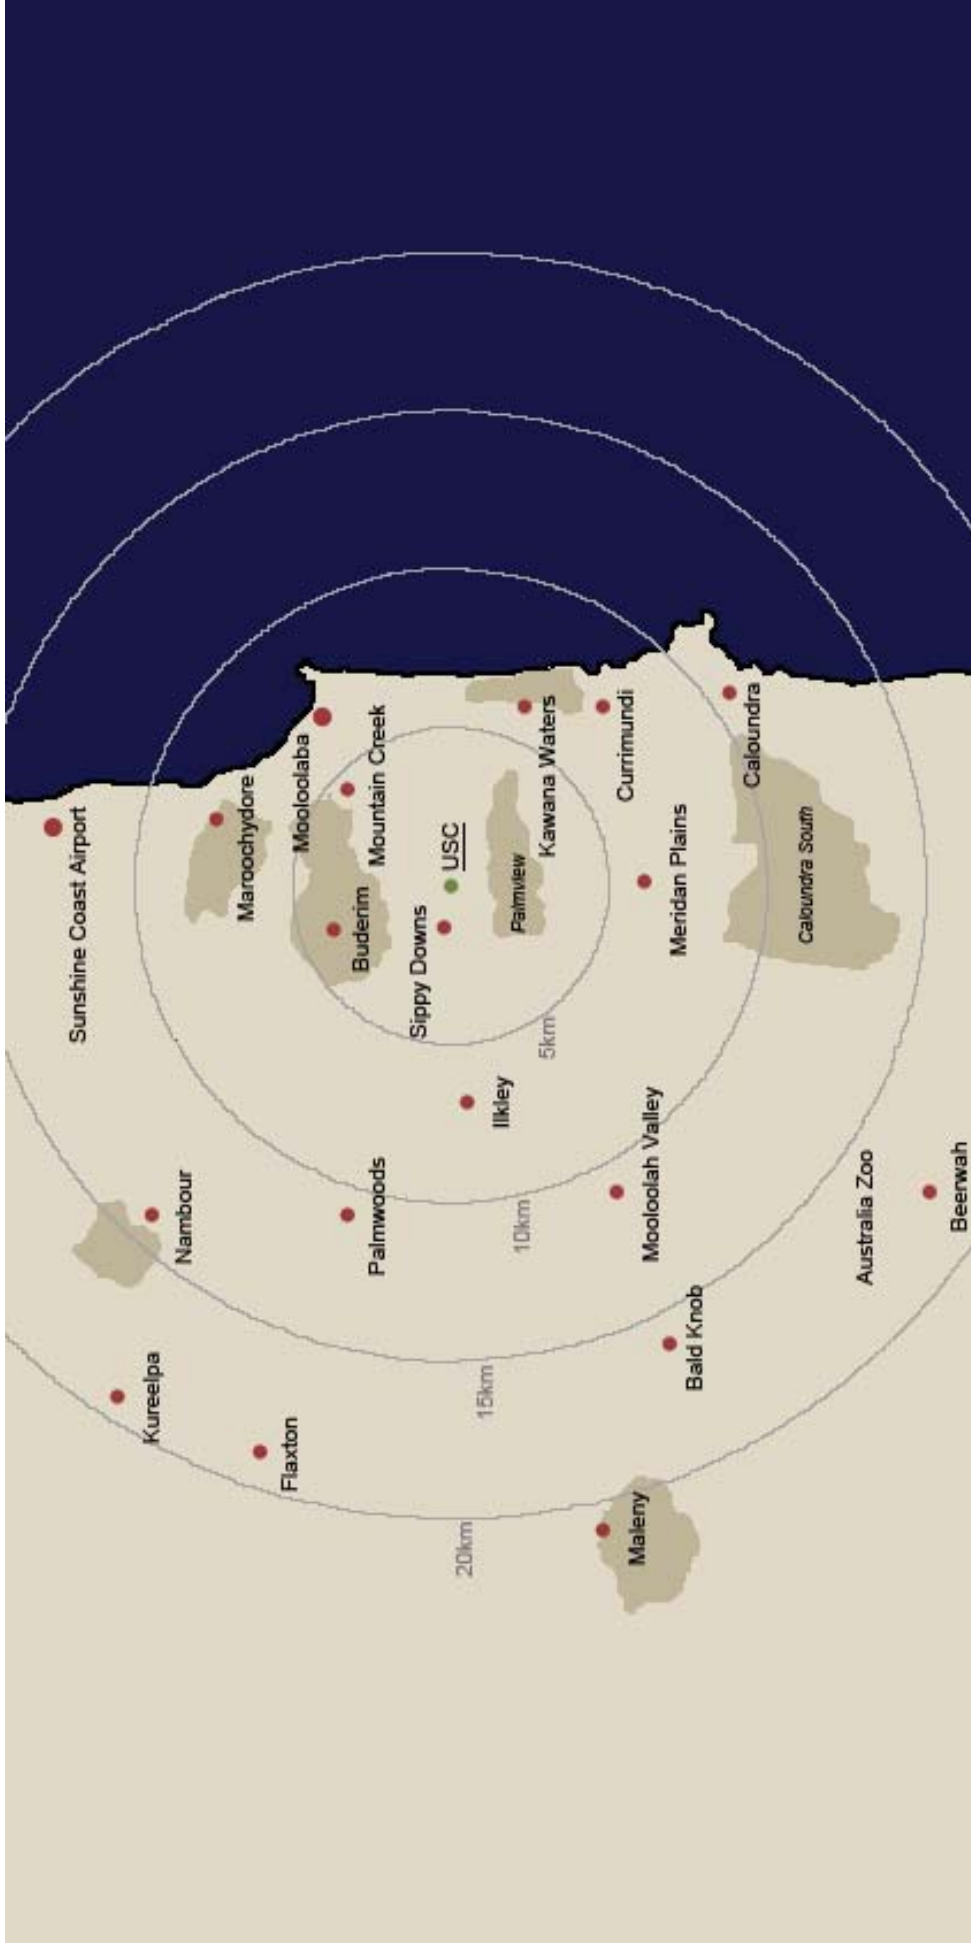 Sunshine Coast Airport
Nambour
Kureelpa
Maroochydore
Flaxton
Mooloolaba
Buderim
Mountain Creek
Palmwoods
Sippy Downs
USC
20km
15km
Ilkley
Palmview
10km
5km
Kawana Waters
Currimundi
Maleny
Mooloolah Valley
Meridan Plains
Bald Knob
Caloundra
Caloundra South
Australia Zoo
Beerwah